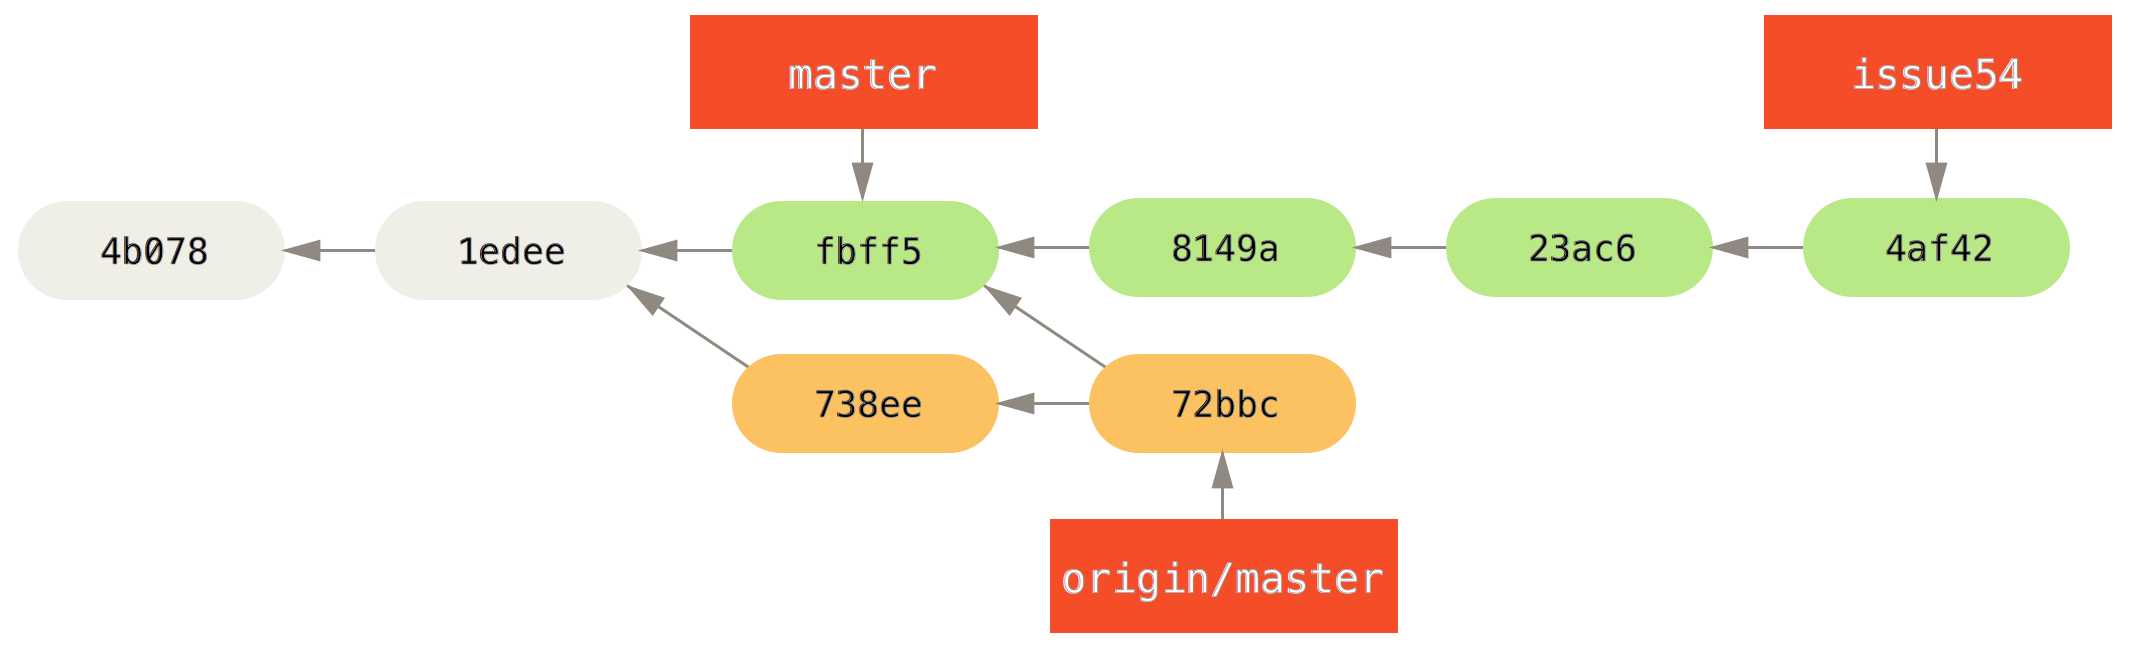 master
issue54
4b078
1edee
fbff5
8149a
23ac6
4af42
738ee
72bbc
origin/master